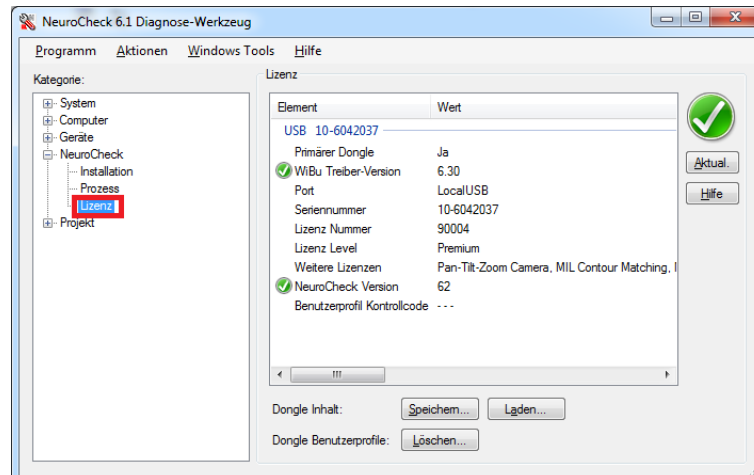 NeuroCheck 6.1 Diagnose-Werkzeug
Programm Aktionen Windows Tools Hilfe
Kategorie:
System
Computer
Geräte
NeuroCheck
Installation
Prozess
Lizenz
Projekt
Lizenz
Element Wert
USB 10-6042037
Primärer Dongle Ja
WiBu Treiber-Version 6.30
Port LocalUSB
Seriennummer 10-6042037
Lizenz Nummer 90004
Lizenz Level Premium
Weitere Lizenzen Pan-Tilt-Zoom Camera, MIL Contour Matching,
NeuroCheck Version 62
Benutzerprofil Kontrollcode - - -
Dongle Inhalt: Speichern... Laden...
Dongle Benutzerprofile: Löschen...
Aktual.
Hilfe